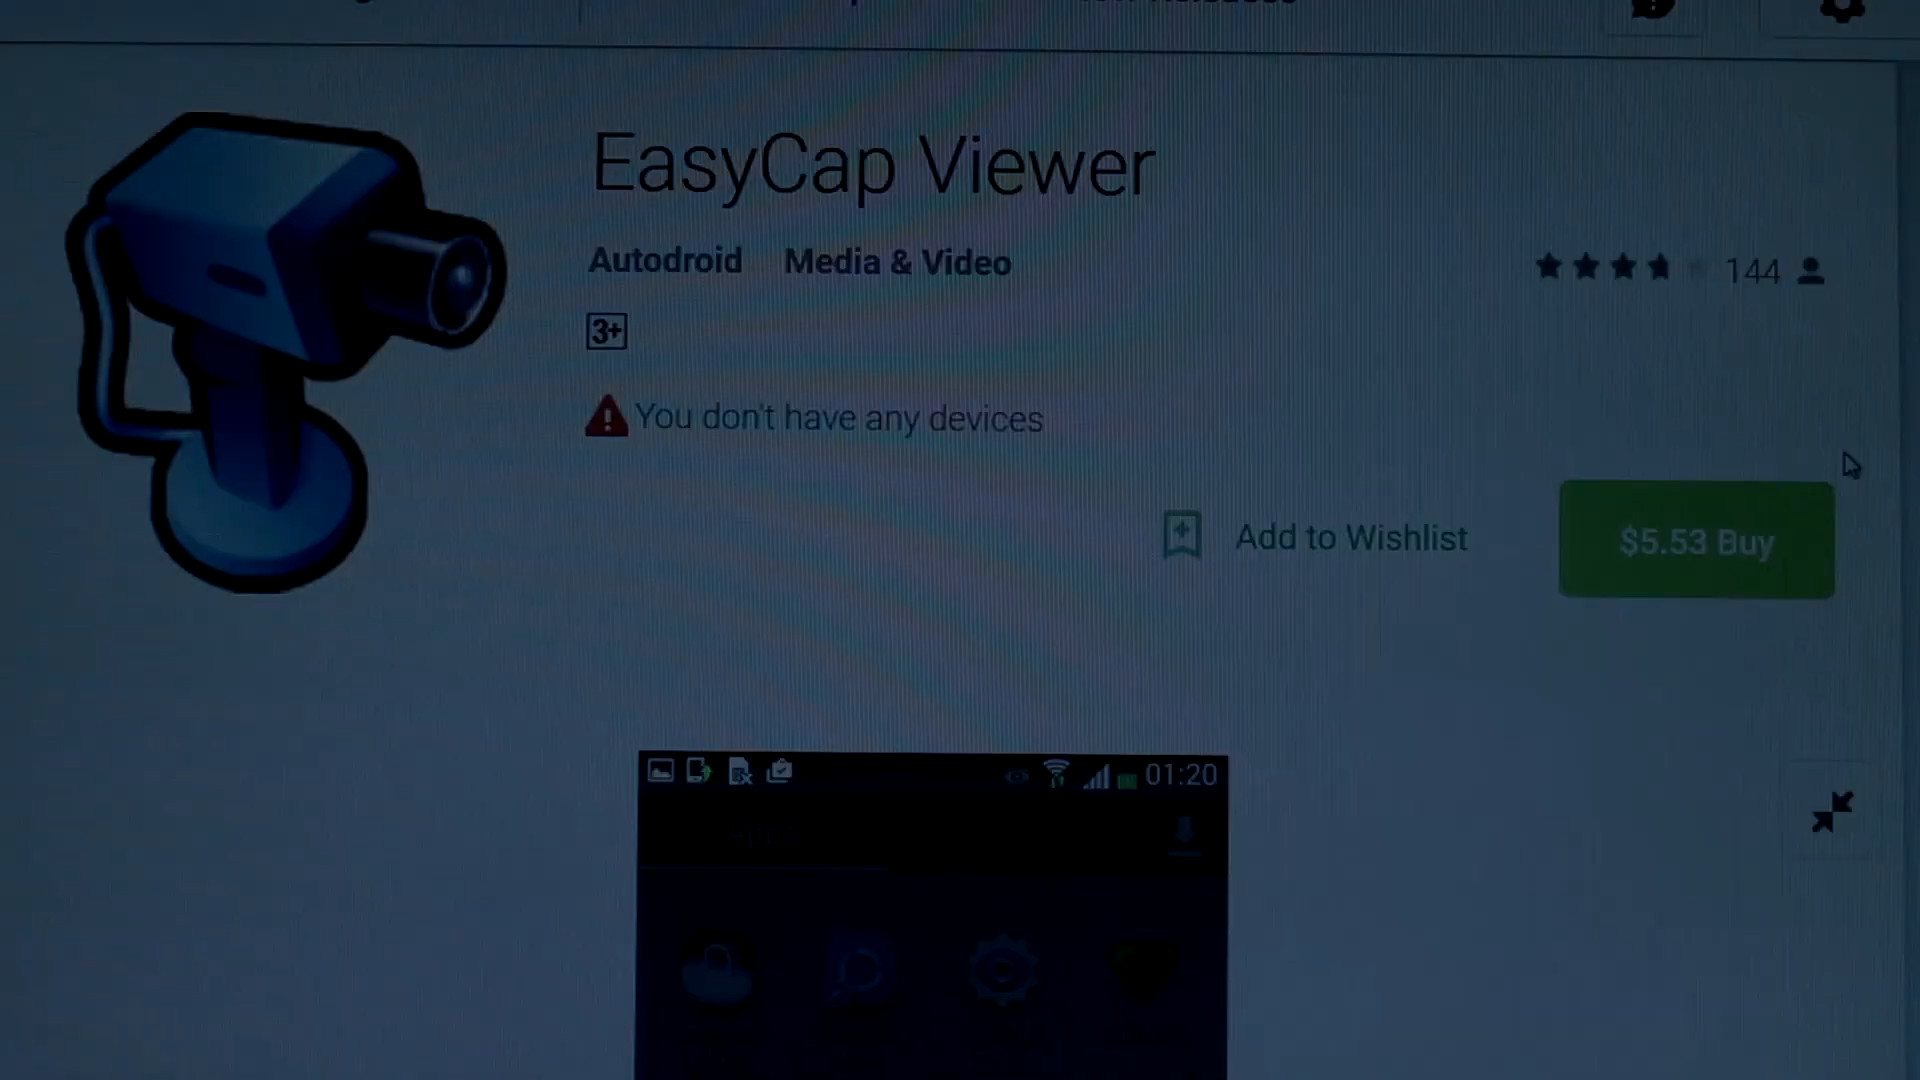 EasyCap Viewer
Autodroid Media & Video
144
3+
You don't have any devices
Add to Wishlist
$5.53 Buy
01:20